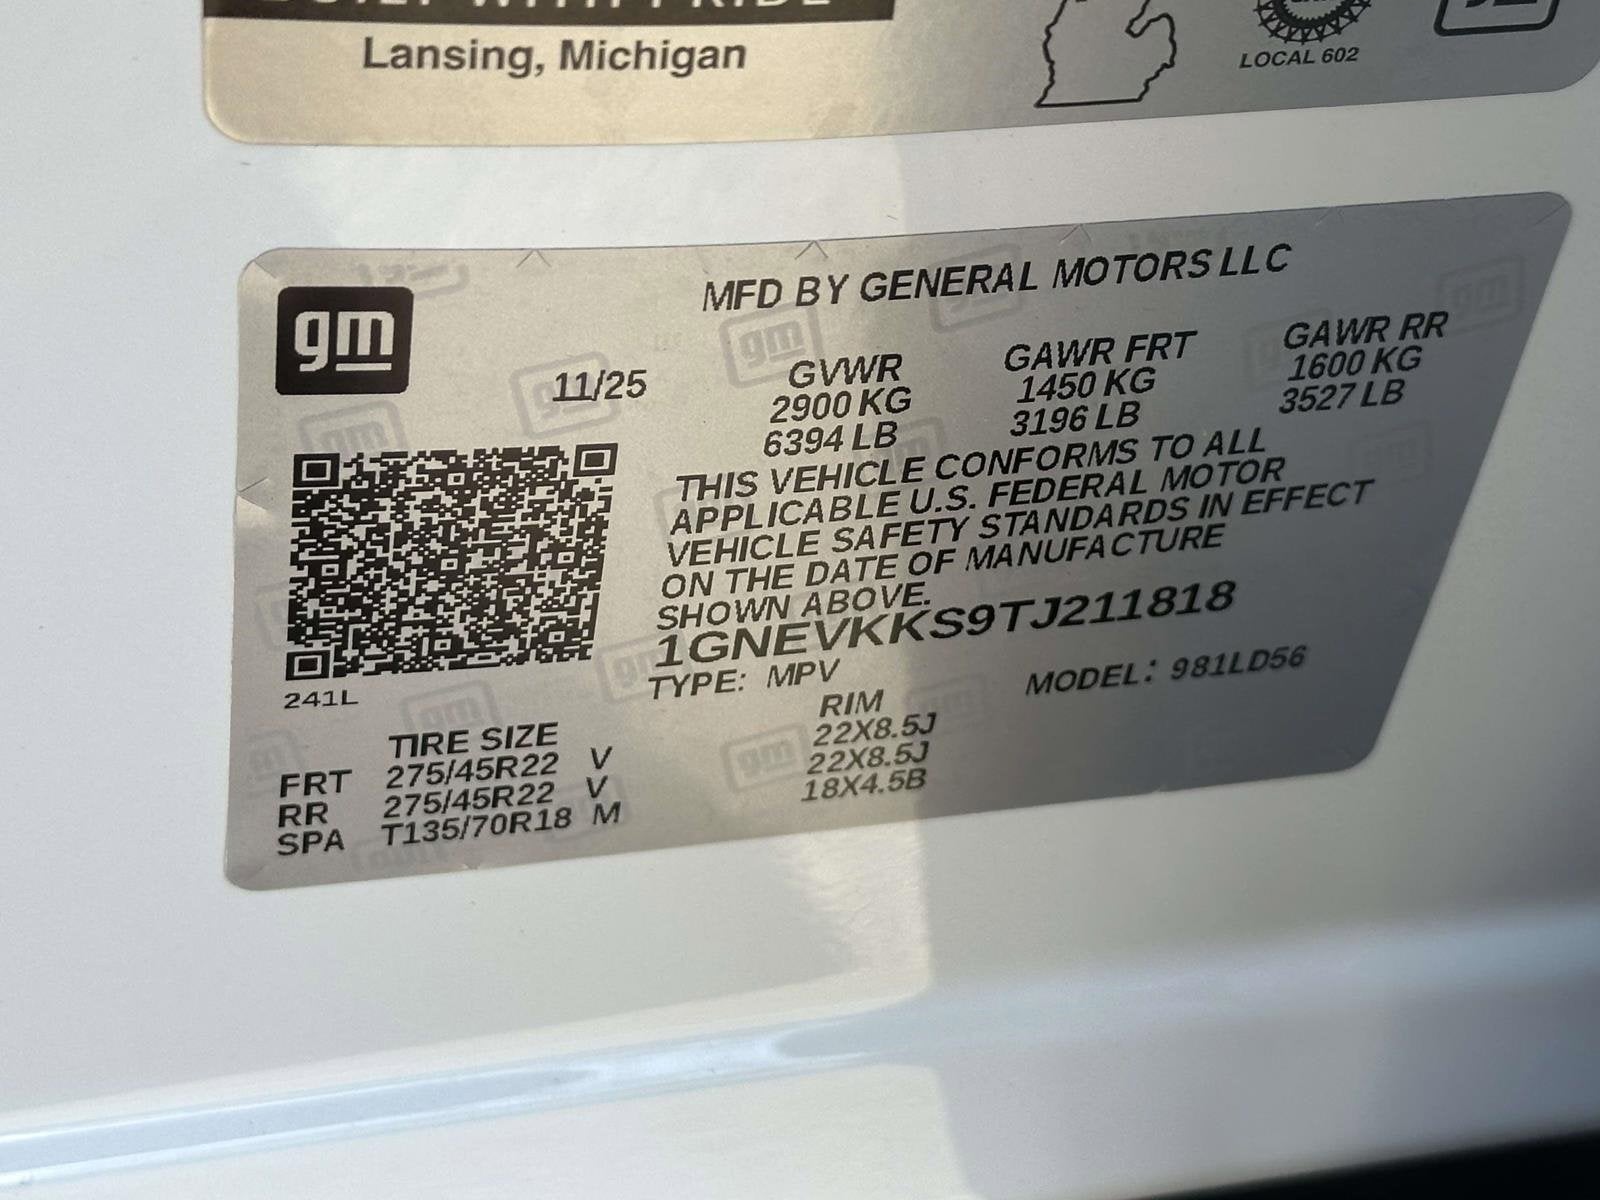 BUILT WITH PRIDE
Lansing, Michigan
LOCAL 602
gm
MFD BY GENERAL MOTORS LLC
11/25
GVWR GAWR FRT GAWR RR
2900 KG 1450 KG 1600 KG
6394 LB 3196 LB 3527 LB
THIS VEHICLE CONFORMS TO ALL
APPLICABLE U.S. FEDERAL MOTOR
VEHICLE SAFETY STANDARDS IN EFFECT
ON THE DATE OF MANUFACTURE
SHOWN ABOVE.
1GNEVKKS9TJ211818
TYPE: MPV MODEL: 981LD56
241L
TIRE SIZE RIM
FRT 275/45R22 V 22X8.5J
RR 275/45R22 V 22X8.5J
SPA T135/70R18 M 18X4.5B